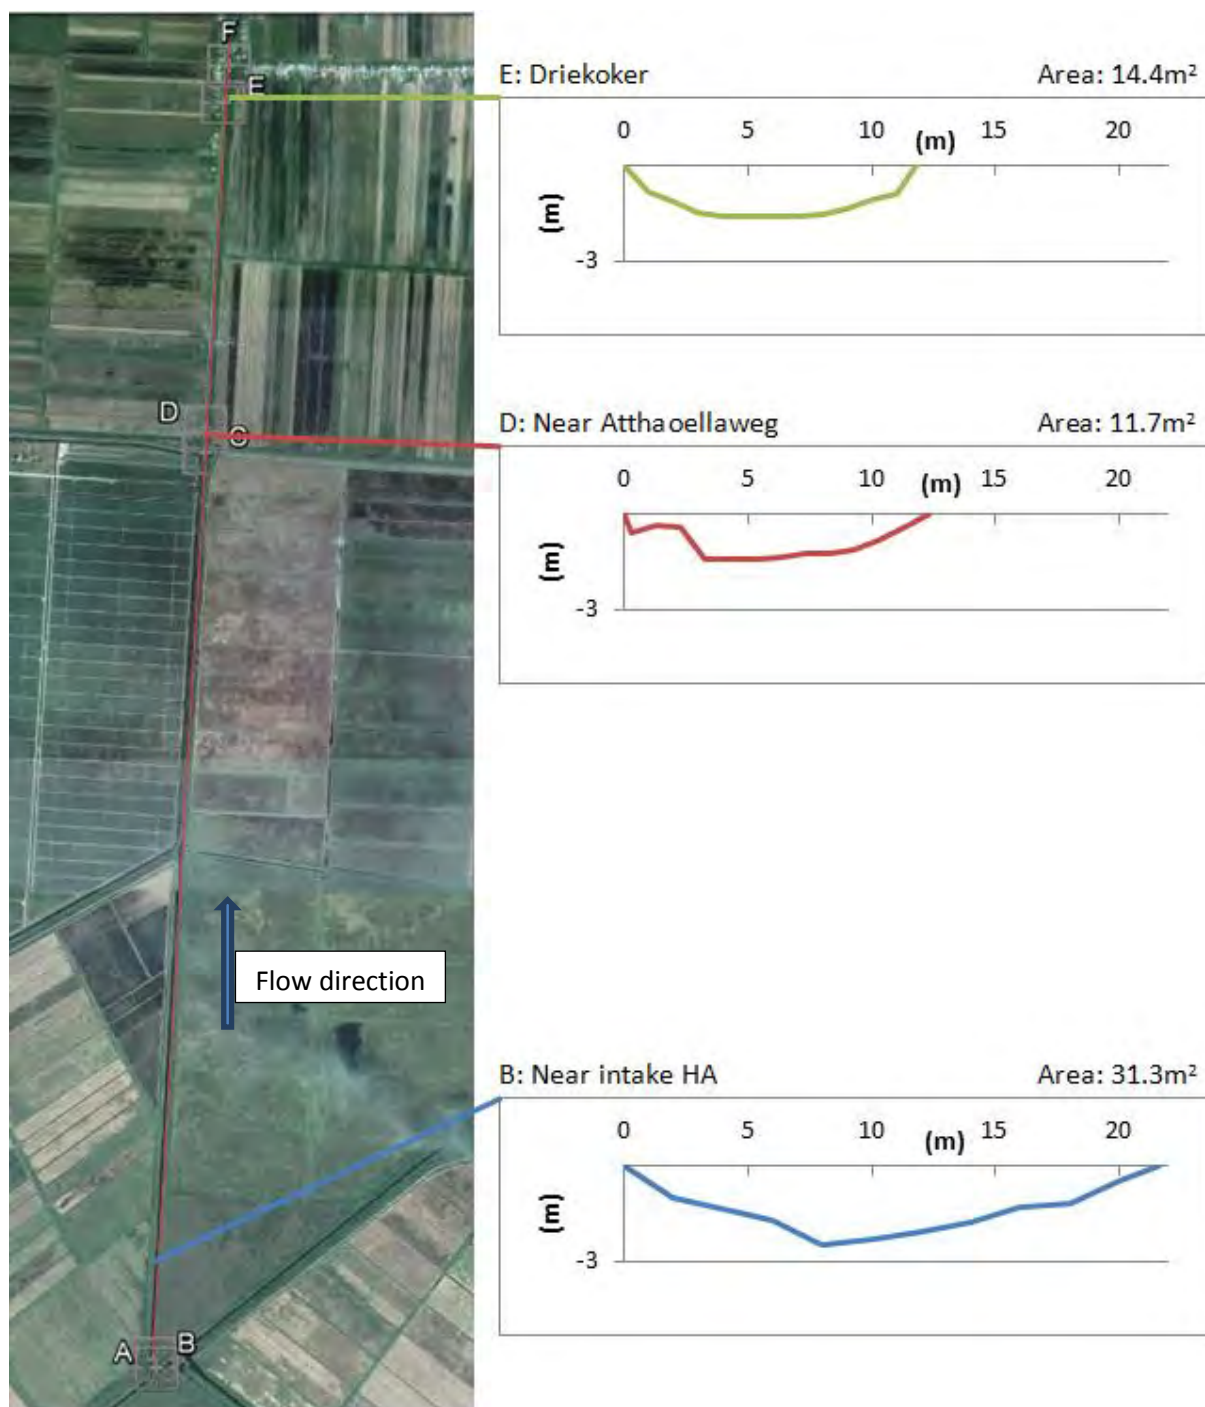 F
E
E: Driekoker Area: 14.4m²
0 5 10 15 20
(m)
(m)
-3
D
C
D: Near Atthaoellaweg Area: 11.7m²
0 5 10 15 20
(m)
(m)
-3
Flow direction
B: Near intake HA Area: 31.3m²
0 5 10 15 20
(m)
(m)
-3
A B